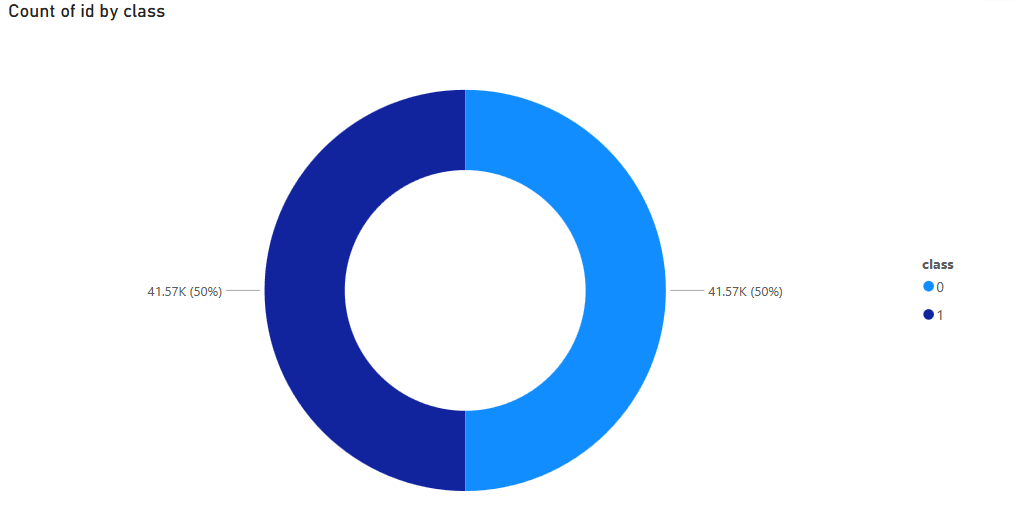 Count of id by class
41.57K (50%)
41.57K (50%)
class
0
1